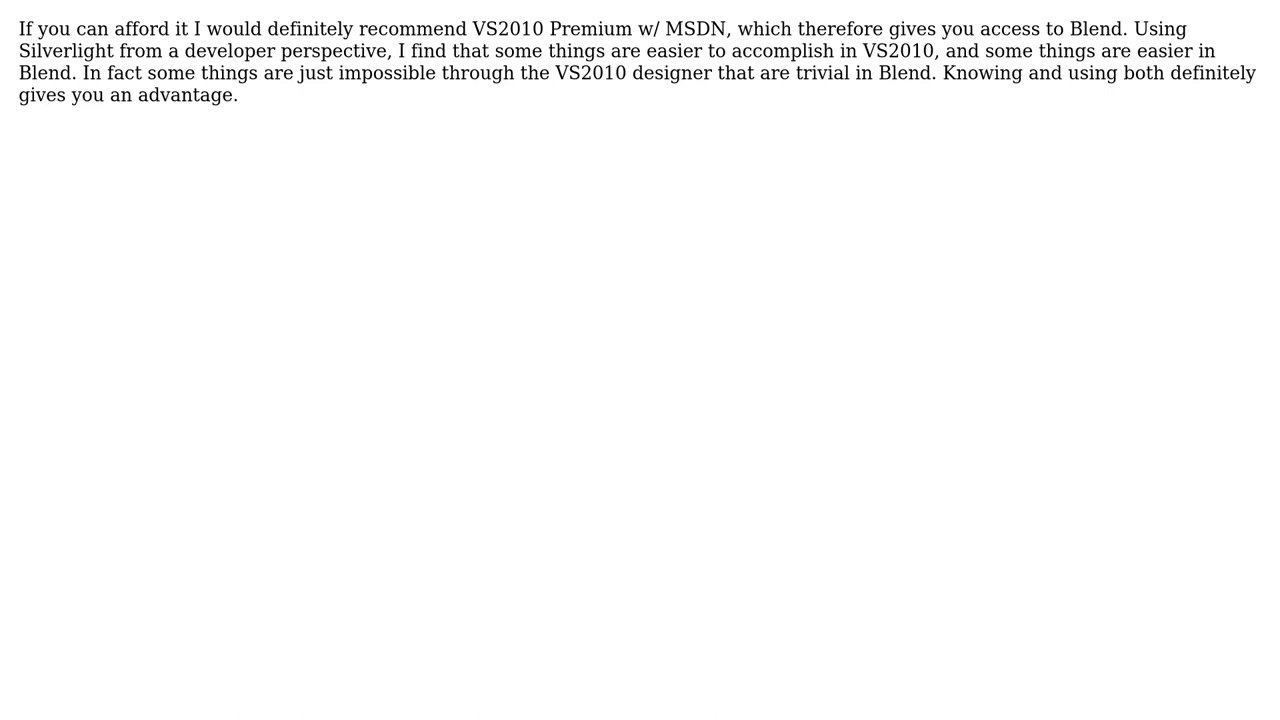 If you can afford it I would definitely recommend VS2010 Premium w/ MSDN, which therefore gives you access to Blend. Using
Silverlight from a developer perspective, I find that some things are easier to accomplish in VS2010, and some things are easier in
Blend. In fact some things are just impossible through the VS2010 designer that are trivial in Blend. Knowing and using both definitely
gives you an advantage.